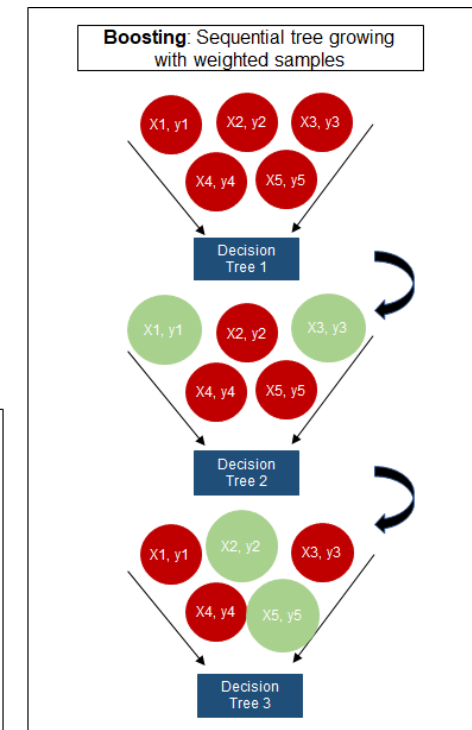 Boosting: Sequential tree growing
with weighted samples
X1, y1
X2, y2
X3, y3
X4, y4
X5, y5
Decision
Tree 1
X1, y1
X2, y2
X3, y3
X4, y4
X5, y5
Decision
Tree 2
X1, y1
X2, y2
X3, y3
X4, y4
X5, y5
Decision
Tree 3